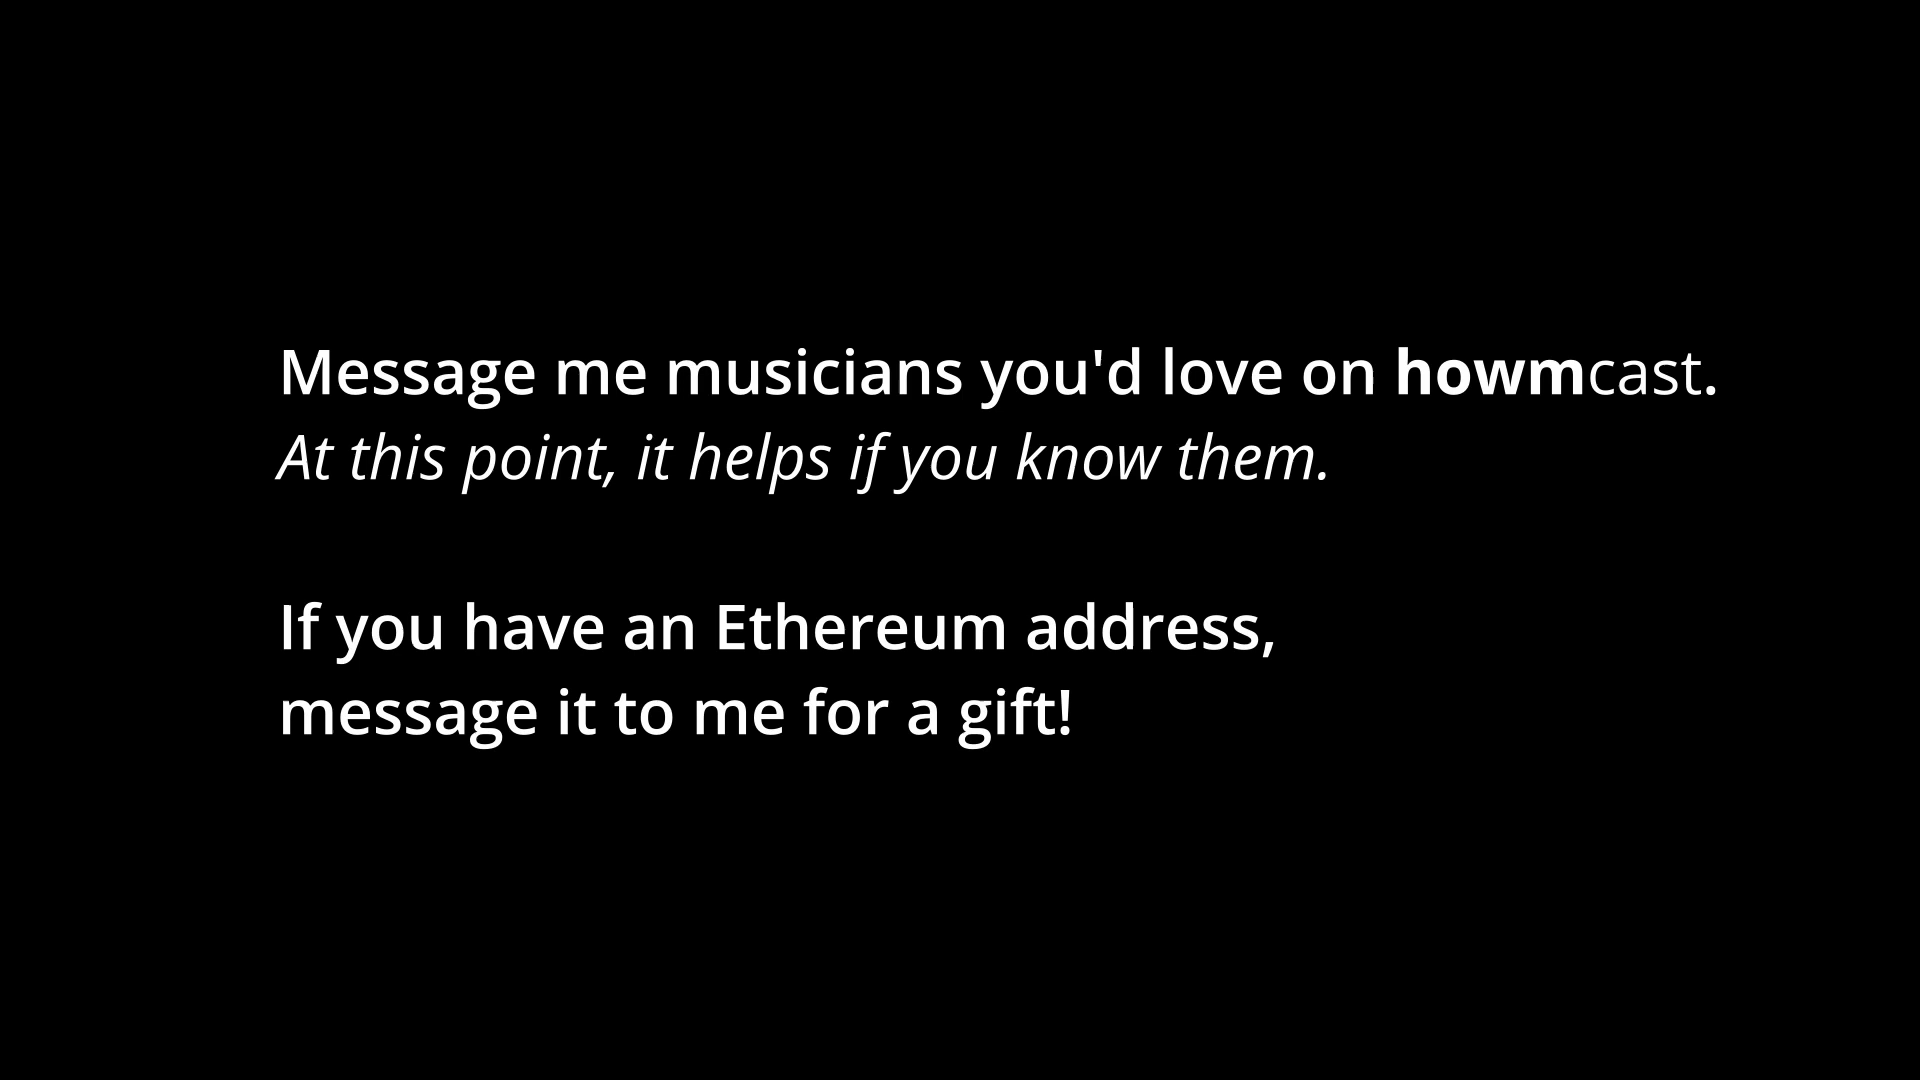 Message me musicians you'd love on howmcast.
At this point, it helps if you know them.
If you have an Ethereum address,
message it to me for a gift!